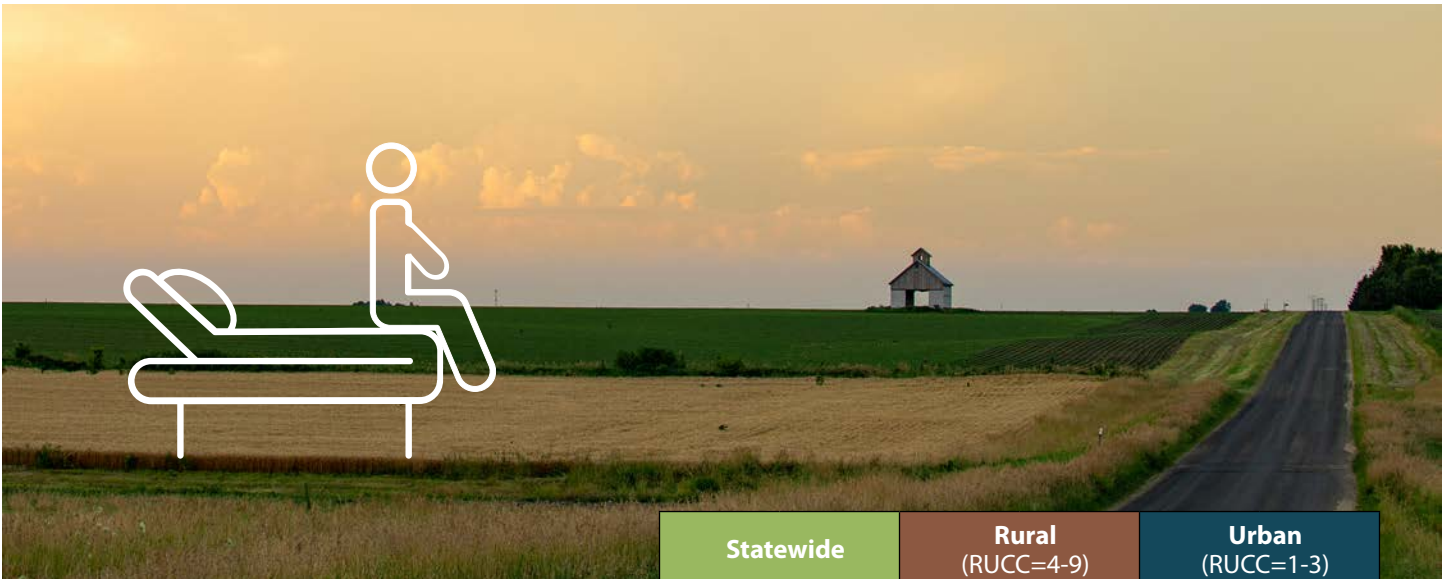 Statewide
Rural
(RUCC=4-9)
Urban
(RUCC=1-3)